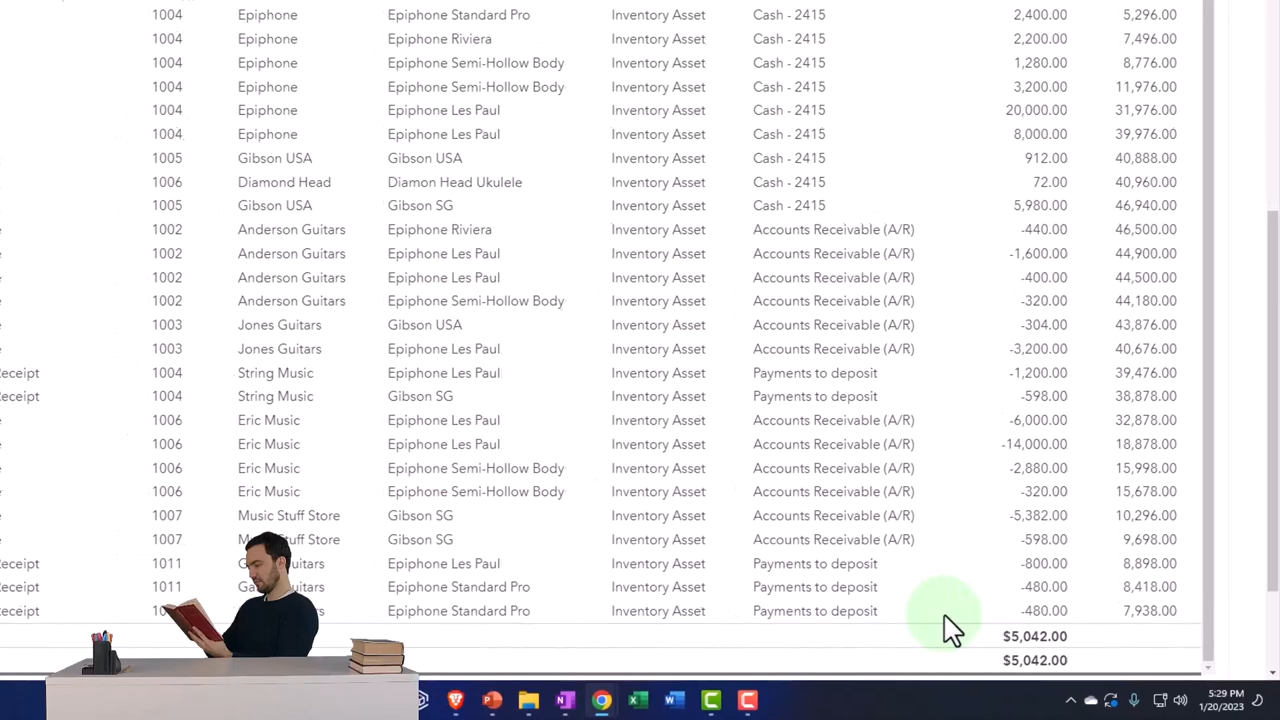 1004 Epiphone Epiphone Standard Pro Inventory Asset Cash - 2415 2,400.00 5,296.00
1004 Epiphone Epiphone Riviera Inventory Asset Cash - 2415 2,200.00 7,496.00
1004 Epiphone Epiphone Semi-Hollow Body Inventory Asset Cash - 2415 1,280.00 8,776.00
1004 Epiphone Epiphone Semi-Hollow Body Inventory Asset Cash - 2415 3,200.00 11,976.00
1004 Epiphone Epiphone Les Paul Inventory Asset Cash - 2415 20,000.00 31,976.00
1004 Epiphone Epiphone Les Paul Inventory Asset Cash - 2415 8,000.00 39,976.00
1005 Gibson USA Gibson USA Inventory Asset Cash - 2415 912.00 40,888.00
1006 Diamond Head Diamon Head Ukulele Inventory Asset Cash - 2415 72.00 40,960.00
1005 Gibson USA Gibson SG Inventory Asset Cash - 2415 5,980.00 46,940.00
e 1002 Anderson Guitars Epiphone Riviera Inventory Asset Accounts Receivable (A/R) -440.00 46,500.00
e 1002 Anderson Guitars Epiphone Les Paul Inventory Asset Accounts Receivable (A/R) -1,600.00 44,900.00
e 1002 Anderson Guitars Epiphone Les Paul Inventory Asset Accounts Receivable (A/R) -400.00 44,500.00
e 1002 Anderson Guitars Epiphone Semi-Hollow Body Inventory Asset Accounts Receivable (A/R) -320.00 44,180.00
e 1003 Jones Guitars Gibson USA Inventory Asset Accounts Receivable (A/R) -304.00 43,876.00
e 1003 Jones Guitars Epiphone Les Paul Inventory Asset Accounts Receivable (A/R) -3,200.00 40,676.00
Receipt 1004 String Music Epiphone Les Paul Inventory Asset Payments to deposit -1,200.00 39,476.00
Receipt 1004 String Music Gibson SG Inventory Asset Payments to deposit -598.00 38,878.00
e 1006 Eric Music Epiphone Les Paul Inventory Asset Accounts Receivable (A/R) -6,000.00 32,878.00
e 1006 Eric Music Epiphone Les Paul Inventory Asset Accounts Receivable (A/R) -14,000.00 18,878.00
e 1006 Eric Music Epiphone Semi-Hollow Body Inventory Asset Accounts Receivable (A/R) -2,880.00 15,998.00
e 1006 Eric Music Epiphone Semi-Hollow Body Inventory Asset Accounts Receivable (A/R) -320.00 15,678.00
e 1007 Music Stuff Store Gibson SG Inventory Asset Accounts Receivable (A/R) -5,382.00 10,296.00
e 1007 Stuff Store Gibson SG Inventory Asset Accounts Receivable (A/R) -598.00 9,698.00
Receipt 1011 Epiphone Les Paul Inventory Asset Payments to deposit -800.00 8,898.00
Receipt 1011 Epiphone Standard Pro Inventory Asset Payments to deposit -480.00 8,418.00
Receipt Epiphone Standard Pro Inventory Asset Payments to deposit -480.00 7,938.00
$5,042.00
$5,042.00
5:29 PM
1/20/2023